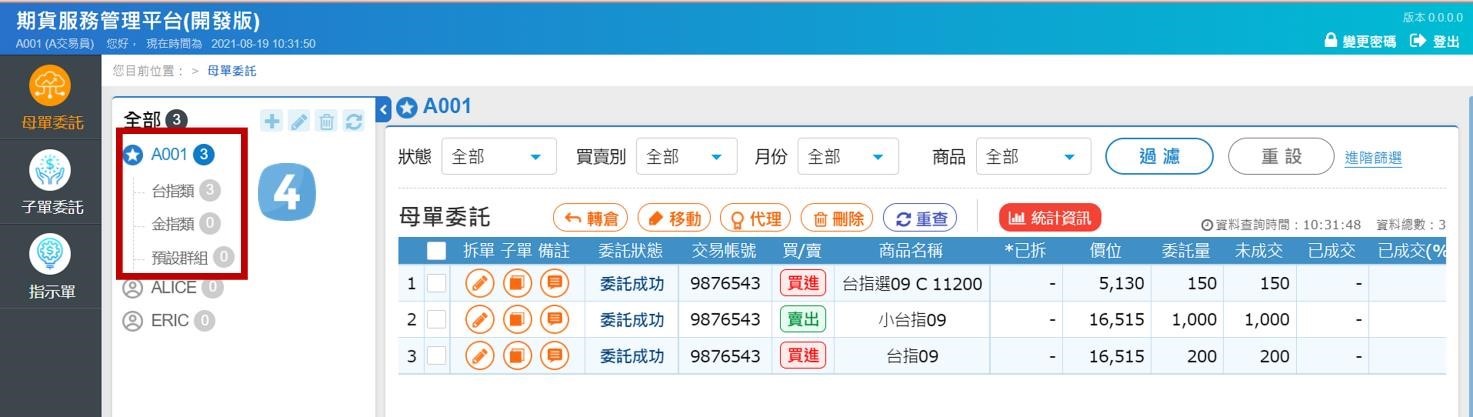 期貨服務管理平台(開發版)
版本 0.0.0.0
A001 (A交易員) 您好， 現在時間為 2021-08-19 10:31:50
變更密碼 登出
您目前位置： > 母單委託
母單委託
子單委託
指示單
全部 3
A001 3
台指類 3
金指類 0
預設群組 0
ALICE 0
ERIC 0
4
A001
狀態 全部 買賣別 全部 月份 全部 商品 全部 過濾 重設 進階篩選
母單委託 轉倉 移動 代理 刪除 重查 統計資訊 資料查詢時間：10:31:48 資料總數：3
拆單 子單 備註 委託狀態 交易帳號 買/賣 商品名稱 *已拆 價位 委託量 未成交 已成交 已成交(%
1 委託成功 9876543 買進 台指選09 C 11200 - 5,130 150 150 -
2 委託成功 9876543 賣出 小台指09 - 16,515 1,000 1,000 -
3 委託成功 9876543 買進 台指09 - 16,515 200 200 -